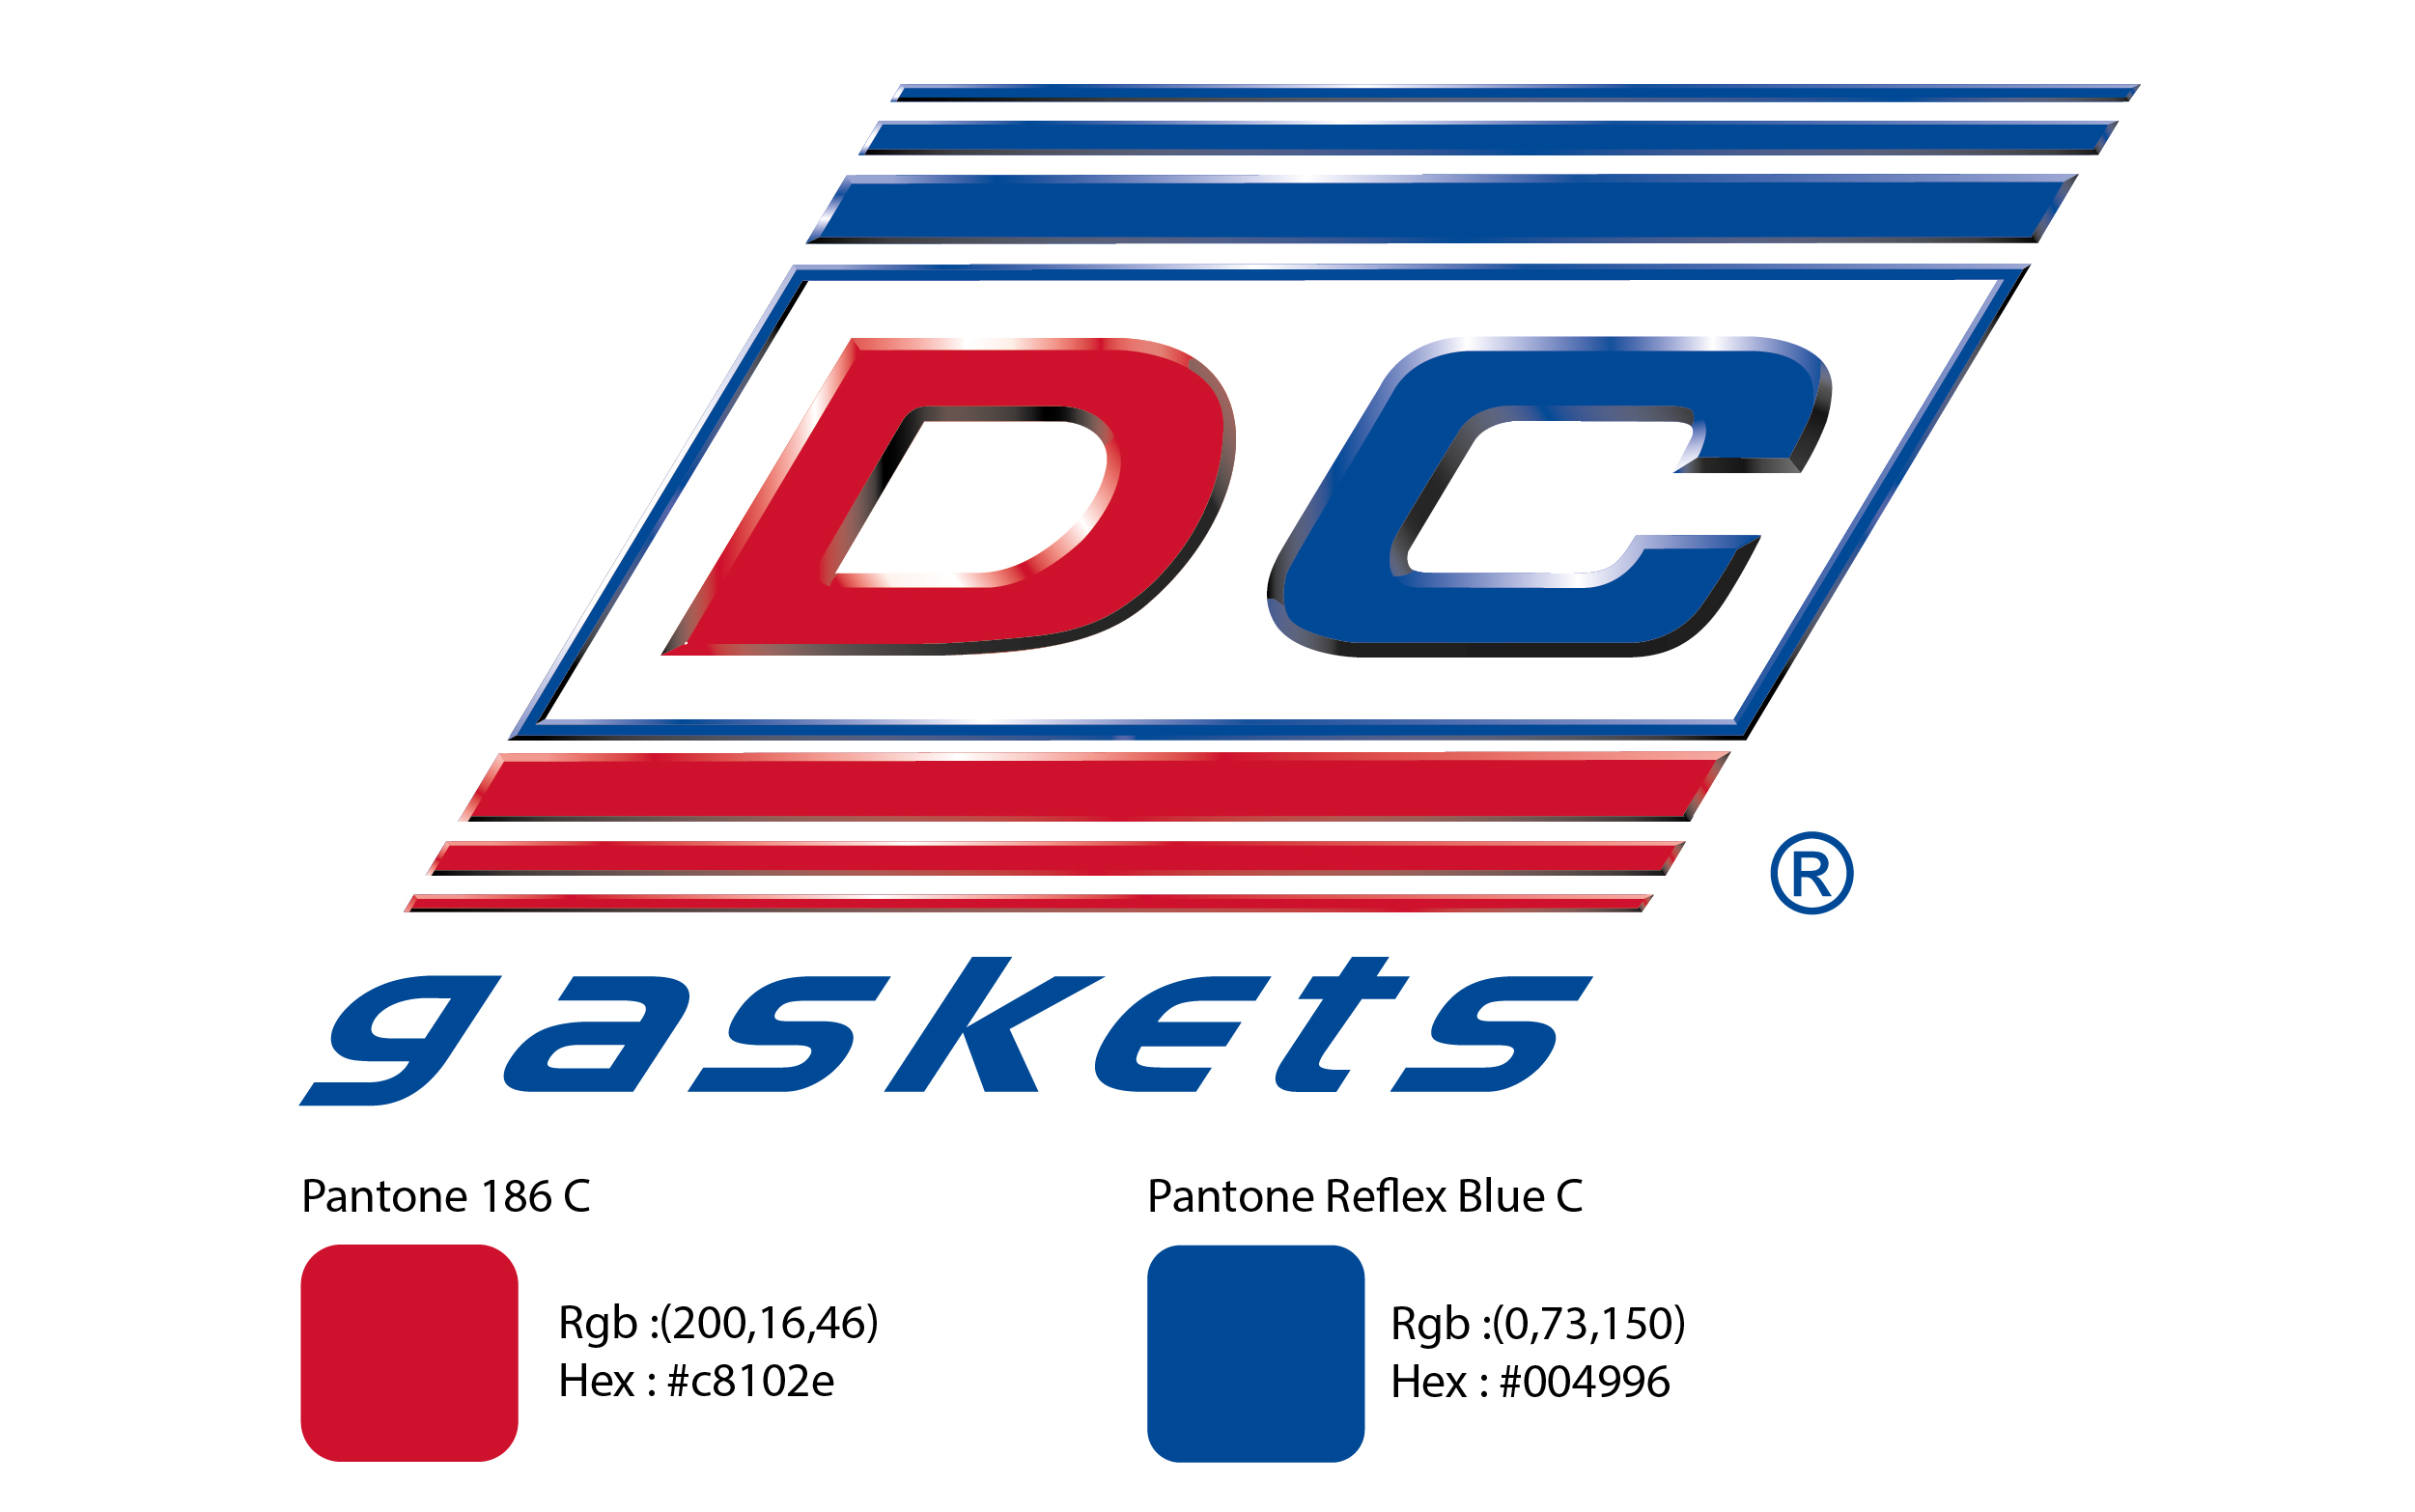 DC
®
gaskets
Pantone 186 C
Pantone Reflex Blue C
Rgb :(200,16,46)
Hex : #c8102e
Rgb :(0,73,150)
Hex : #004996